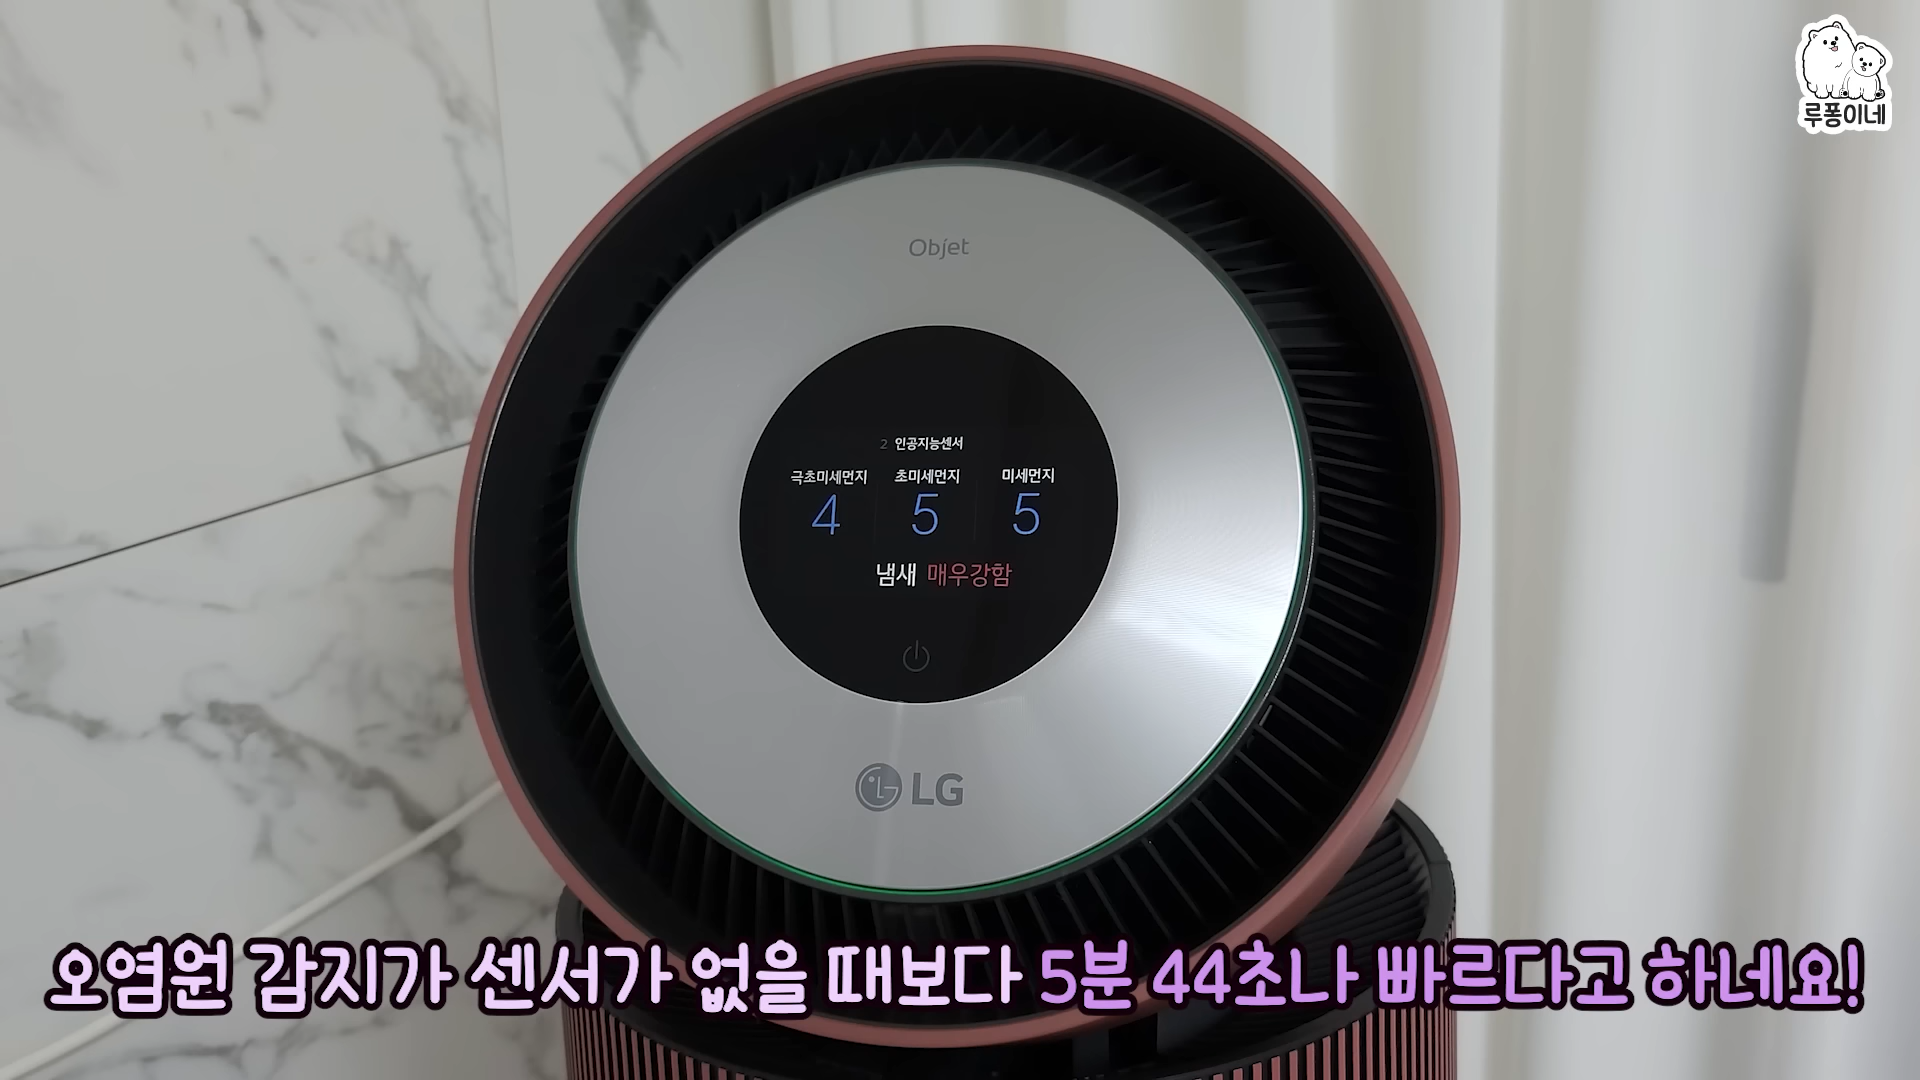 루퐁이네
Objet
2 인공지능센서
극초미세먼지 초미세먼지 미세먼지
4 5 5
냄새 매우강함
LG
오염원 감지가 센서가 없을 때보다 5분 44초나 빠르다고 하네요!